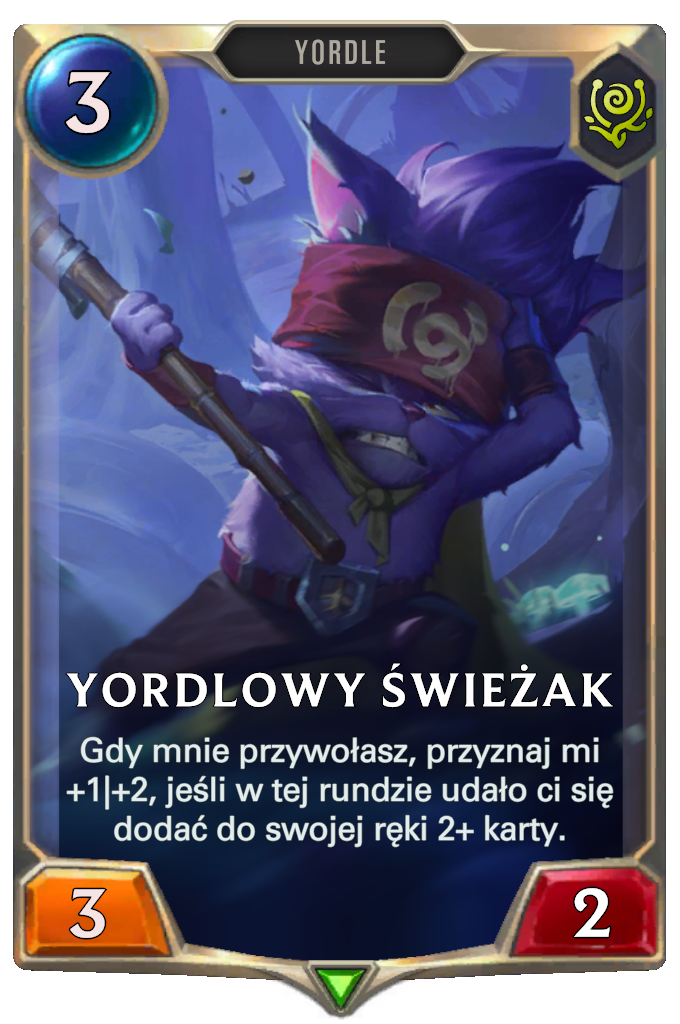 YORDLE
3
YORDLOWY ŚWIEŻAK
Gdy mnie przywołasz, przyznaj mi
+1|+2, jeśli w tej rundzie udało ci się
dodać do swojej ręki 2+ karty.
3
2